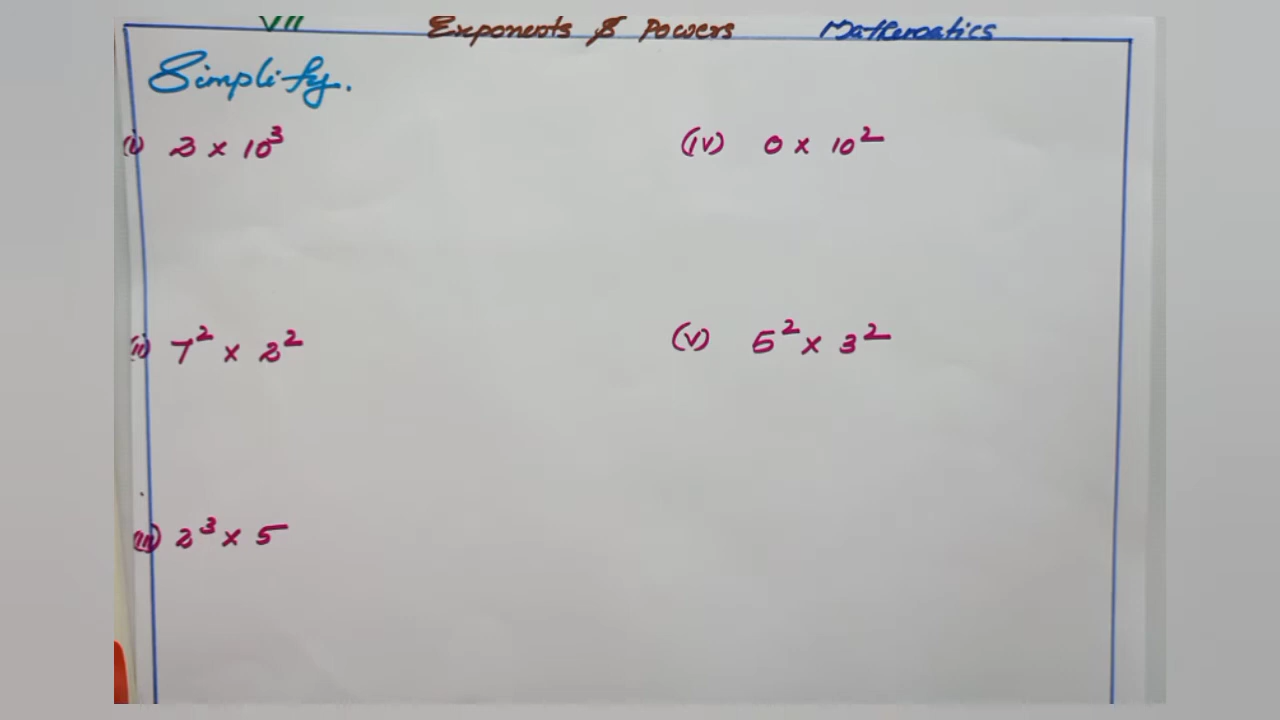 VII Exponents & Powers Mathematics
Simplify.
(i) 2 × 10³
(iv) 0 × 10²
(ii) 7² × 2²
(v) 5² × 3²
(iii) 2³ × 5